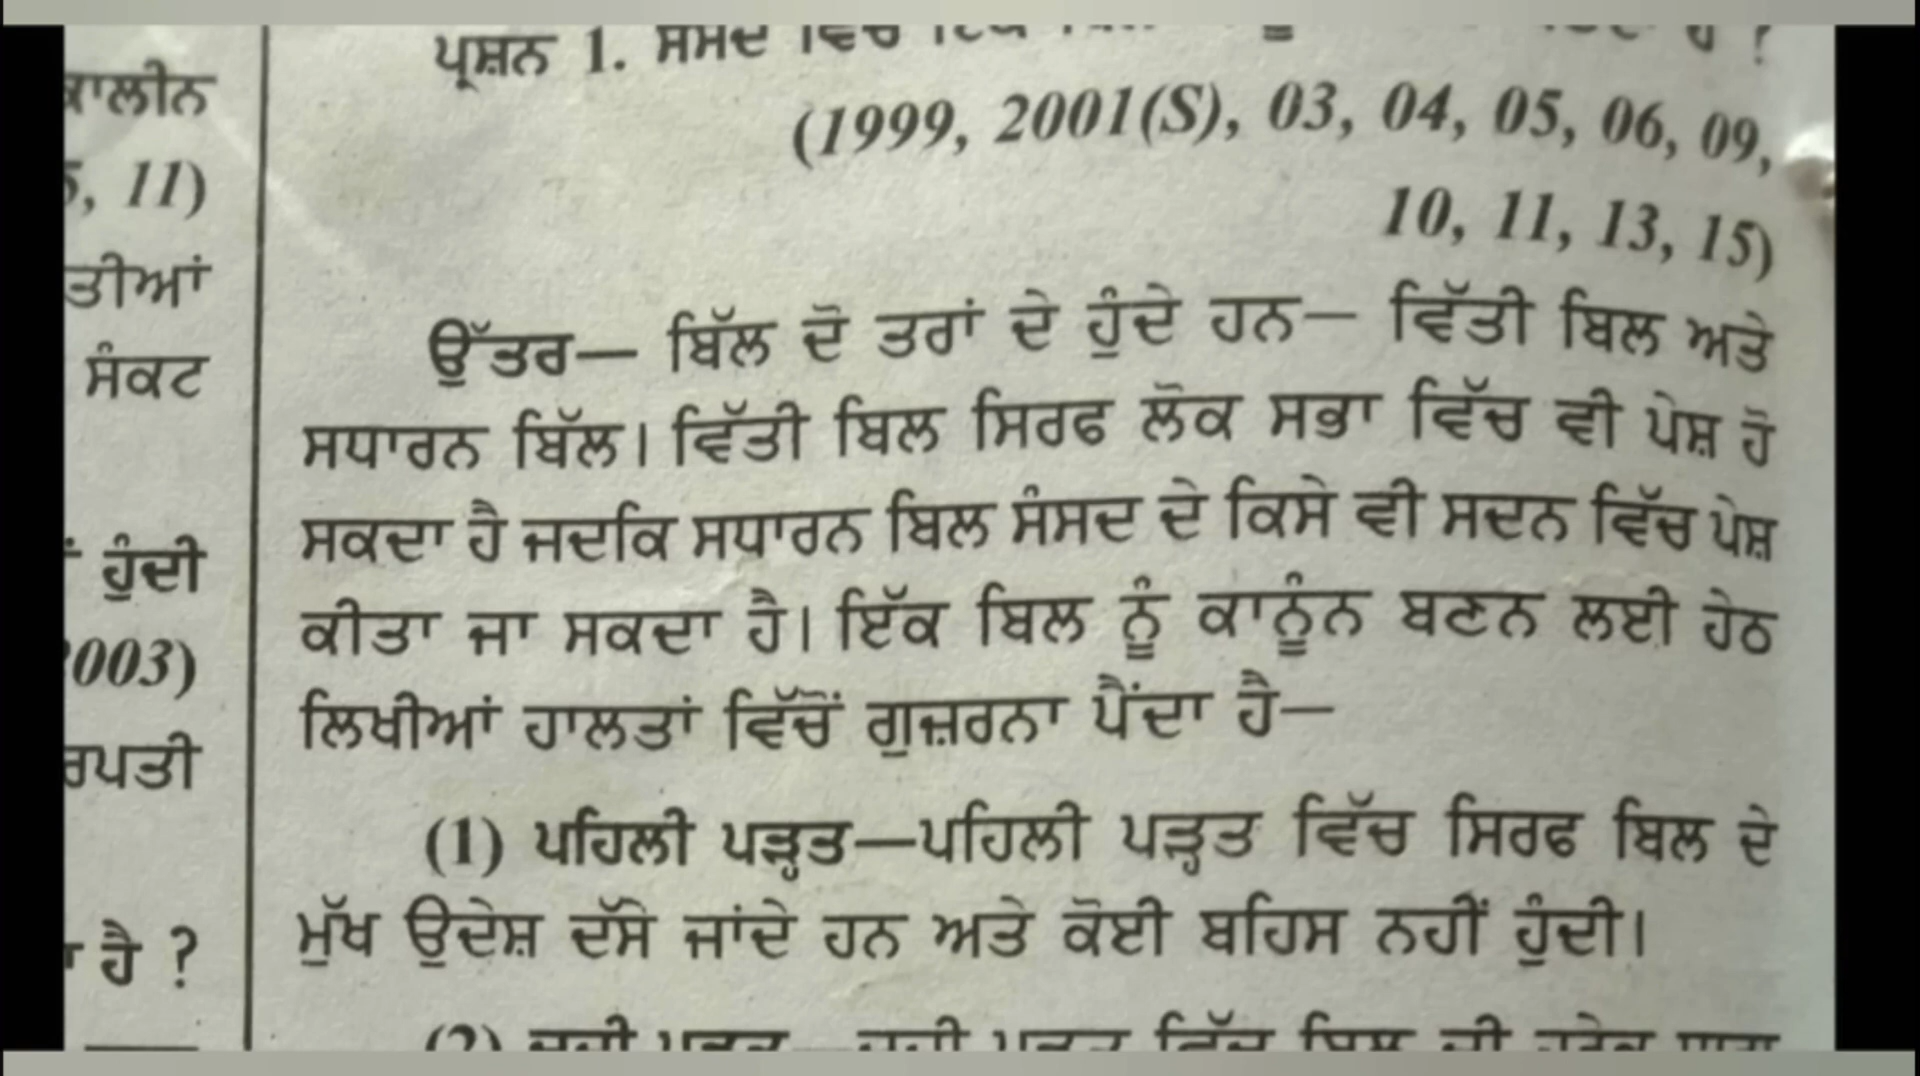 ਕਾਲੀਨ
, 11)
ਤੀਆਂ
ਸੰਕਟ
ਹੁੰਦੀ
003)
ਰਪਤੀ
ਹੈ ?
ਪ੍ਰਸ਼ਨ 1. ਸੰਸਦ ਵਿੱਚ
(1999, 2001(S), 03, 04, 05, 06, 09,
10, 11, 13, 15)
ਉੱਤਰ— ਬਿੱਲ ਦੋ ਤਰਾਂ ਦੇ ਹੁੰਦੇ ਹਨ— ਵਿੱਤੀ ਬਿਲ ਅਤੇ
ਸਧਾਰਨ ਬਿੱਲ। ਵਿੱਤੀ ਬਿਲ ਸਿਰਫ ਲੋਕ ਸਭਾ ਵਿੱਚ ਵੀ ਪੇਸ਼ ਹੋ
ਸਕਦਾ ਹੈ ਜਦਕਿ ਸਧਾਰਨ ਬਿਲ ਸੰਸਦ ਦੇ ਕਿਸੇ ਵੀ ਸਦਨ ਵਿੱਚ ਪੇਸ਼
ਕੀਤਾ ਜਾ ਸਕਦਾ ਹੈ। ਇੱਕ ਬਿਲ ਨੂੰ ਕਾਨੂੰਨ ਬਣਨ ਲਈ ਹੇਠ
ਲਿਖੀਆਂ ਹਾਲਤਾਂ ਵਿੱਚੋਂ ਗੁਜ਼ਰਨਾ ਪੈਂਦਾ ਹੈ—
(1) ਪਹਿਲੀ ਪੜ੍ਹਤ—ਪਹਿਲੀ ਪੜ੍ਹਤ ਵਿੱਚ ਸਿਰਫ ਬਿਲ ਦੇ
ਮੁੱਖ ਉਦੇਸ਼ ਦੱਸੇ ਜਾਂਦੇ ਹਨ ਅਤੇ ਕੋਈ ਬਹਿਸ ਨਹੀਂ ਹੁੰਦੀ।